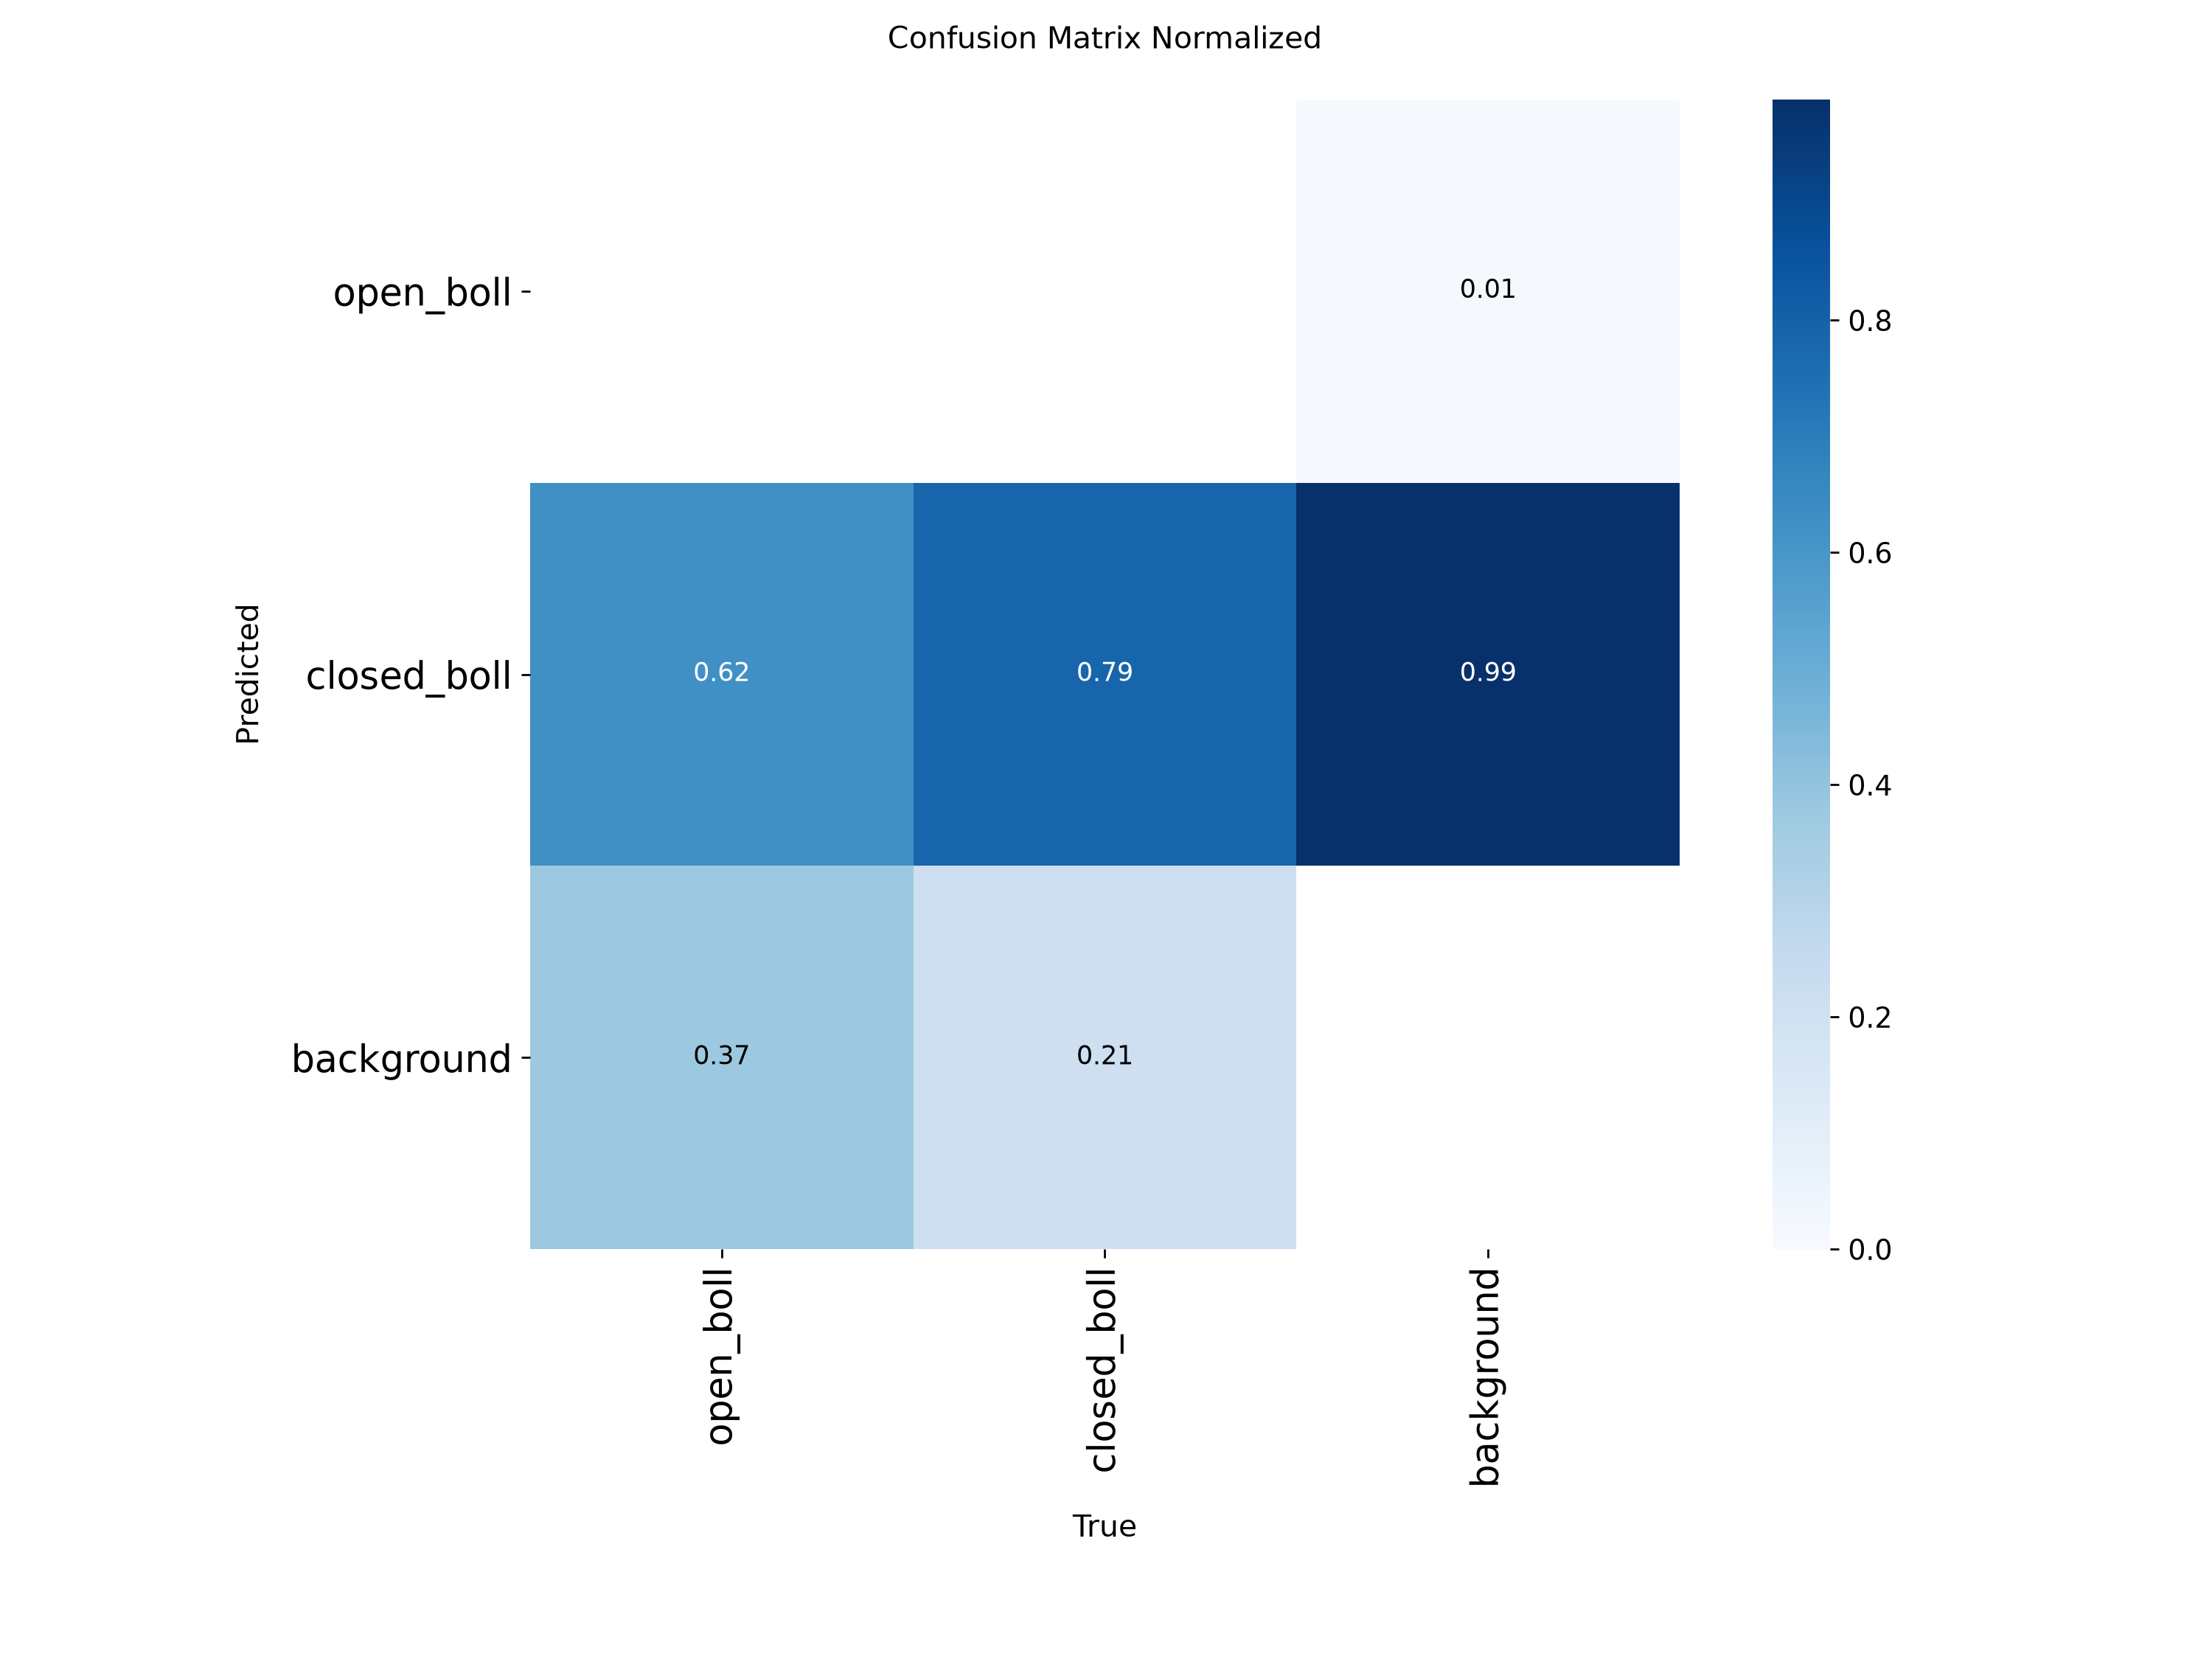 Confusion Matrix Normalized
open_boll
0.01
0.8
0.6
Predicted
closed_boll
0.62
0.79
0.99
0.4
background
0.37
0.21
0.2
0.0
open_boll
closed_boll
background
True